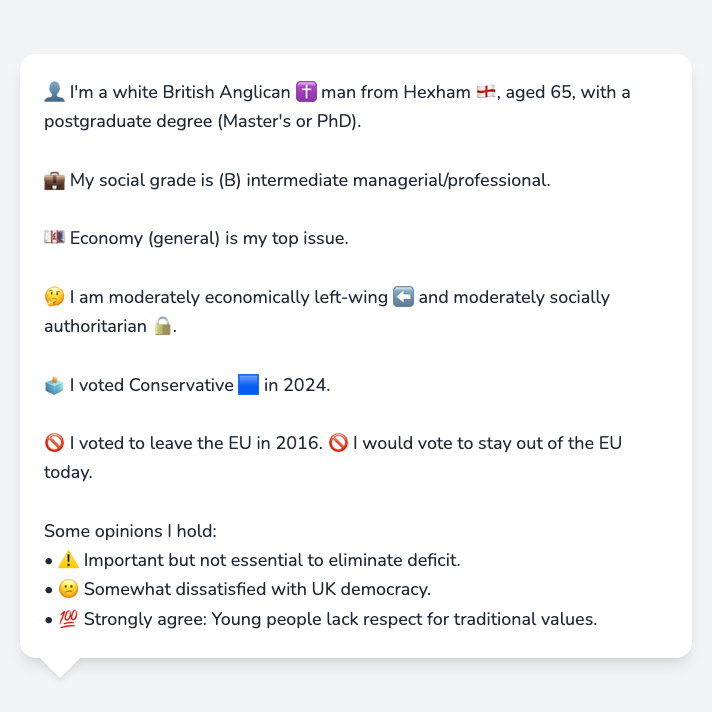 👤 I'm a white British Anglican ✝️ man from Hexham 🏴󠁧󠁢󠁥󠁮󠁧󠁿, aged 65, with a
postgraduate degree (Master's or PhD).
💼 My social grade is (B) intermediate managerial/professional.
💷 Economy (general) is my top issue.
🤔 I am moderately economically left-wing ⬅️ and moderately socially
authoritarian 🔒.
🗳️ I voted Conservative 🟦 in 2024.
🚫 I voted to leave the EU in 2016. 🚫 I would vote to stay out of the EU
today.
Some opinions I hold:
• ⚠️ Important but not essential to eliminate deficit.
• 😕 Somewhat dissatisfied with UK democracy.
• 💯 Strongly agree: Young people lack respect for traditional values.